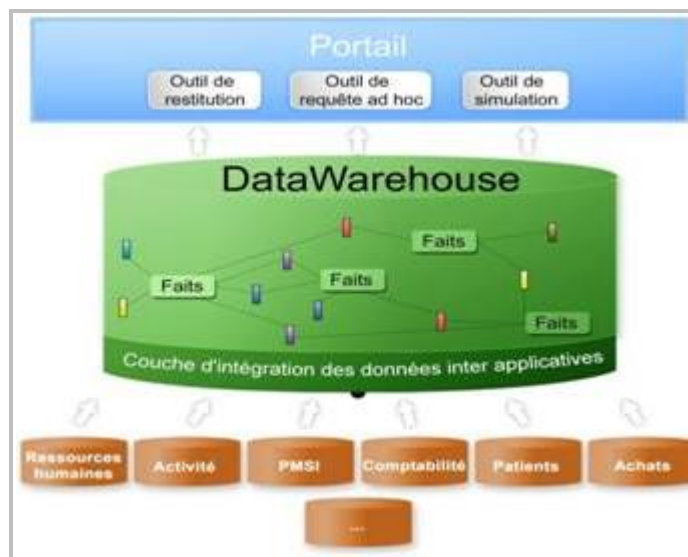 Portail
Outil de
restitution
Outil de
requête ad hoc
Outil de
simulation
DataWarehouse
Faits
Faits
Faits
Faits
Couche d'intégration des données inter applicatives
Ressources
humaines
Activité
PMSI
Comptabilité
Patients
Achats
...